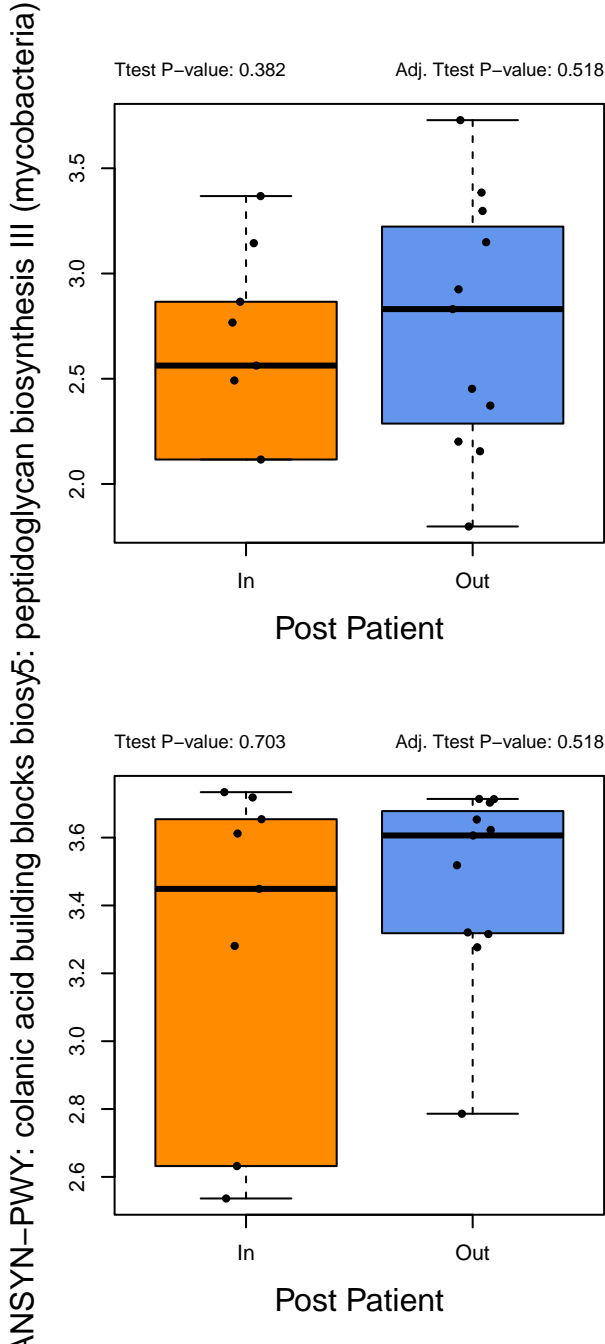 Ttest P−value: 0.382
Adj. Ttest P−value: 0.518
5: peptidoglycan biosynthesis III (mycobacteria)
3.5
3.0
2.5
2.0
In
Out
Post Patient
Ttest P−value: 0.703
Adj. Ttest P−value: 0.518
ANSYN−PWY: colanic acid building blocks biosy
3.6
3.4
3.2
3.0
2.8
2.6
In
Out
Post Patient